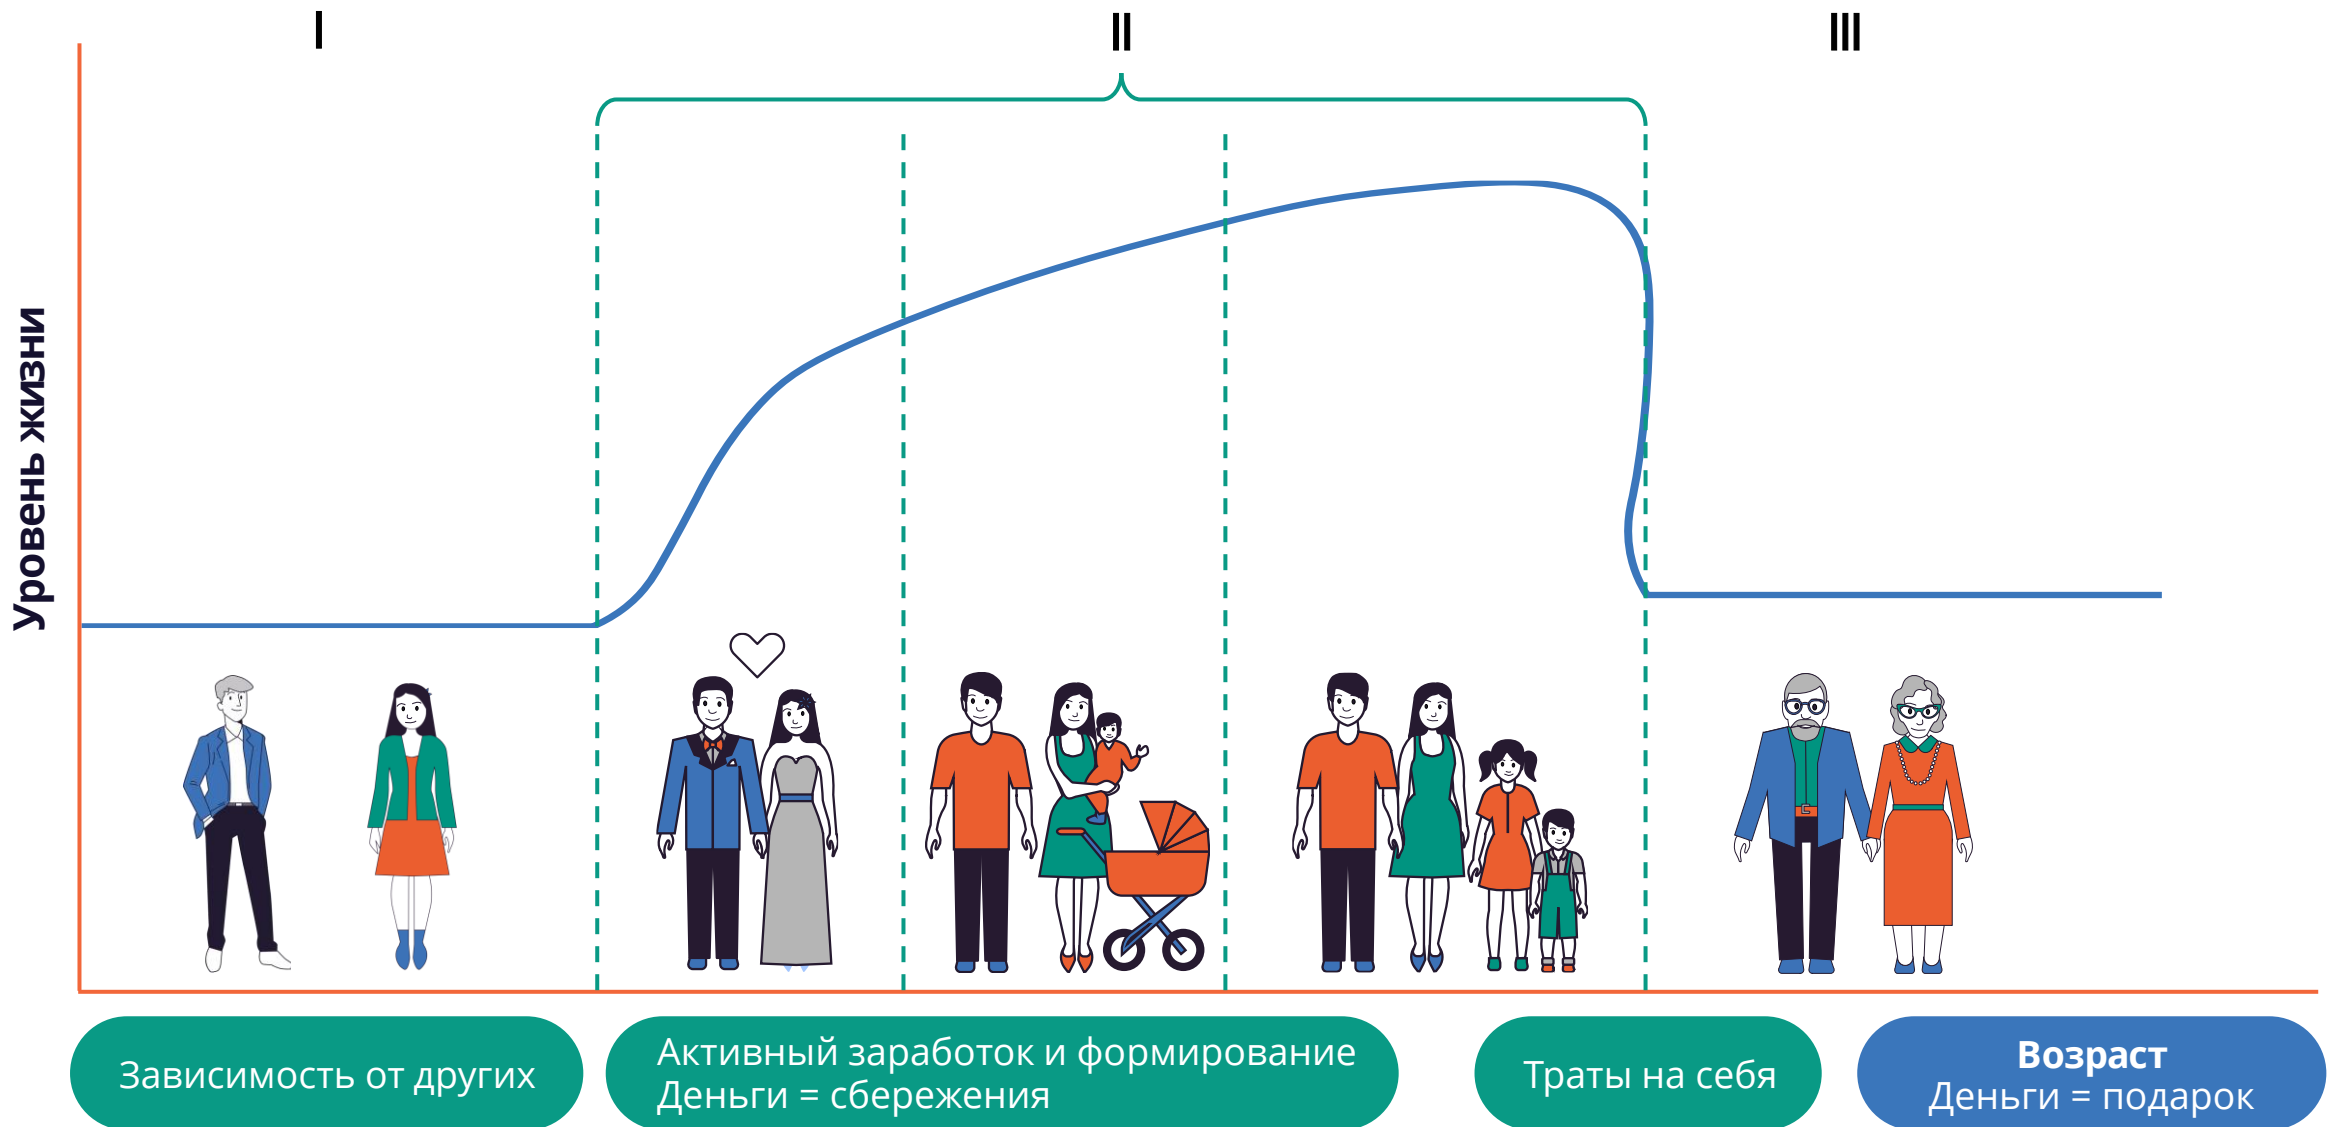 I
II
III
Уровень жизни
Зависимость от других
Активный заработок и формирование
Деньги = сбережения
Траты на себя
Возраст
Деньги = подарок